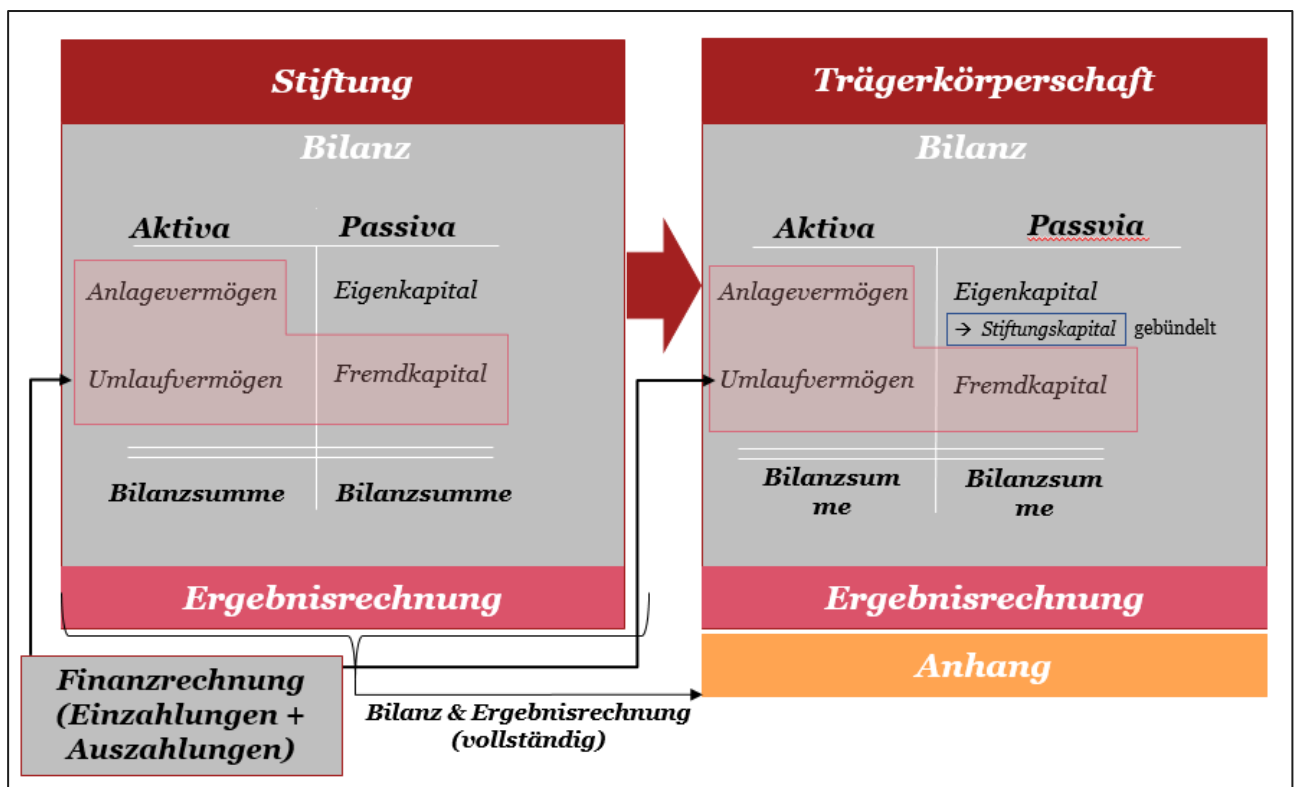 Stiftung
Bilanz
Aktiva
Passiva
Anlagevermögen
Eigenkapital
Umlaufvermögen
Fremdkapital
Bilanzsumme
Bilanzsumme
Ergebnisrechnung
Trägerkörperschaft
Bilanz
Aktiva
Passvia
Anlagevermögen
Eigenkapital
→ Stiftungskapital
gebündelt
Umlaufvermögen
Fremdkapital
Bilanzsum
me
Bilanzsum
me
Ergebnisrechnung
Anhang
Finanzrechnung
(Einzahlungen +
Auszahlungen)
Bilanz & Ergebnisrechnung
(vollständig)